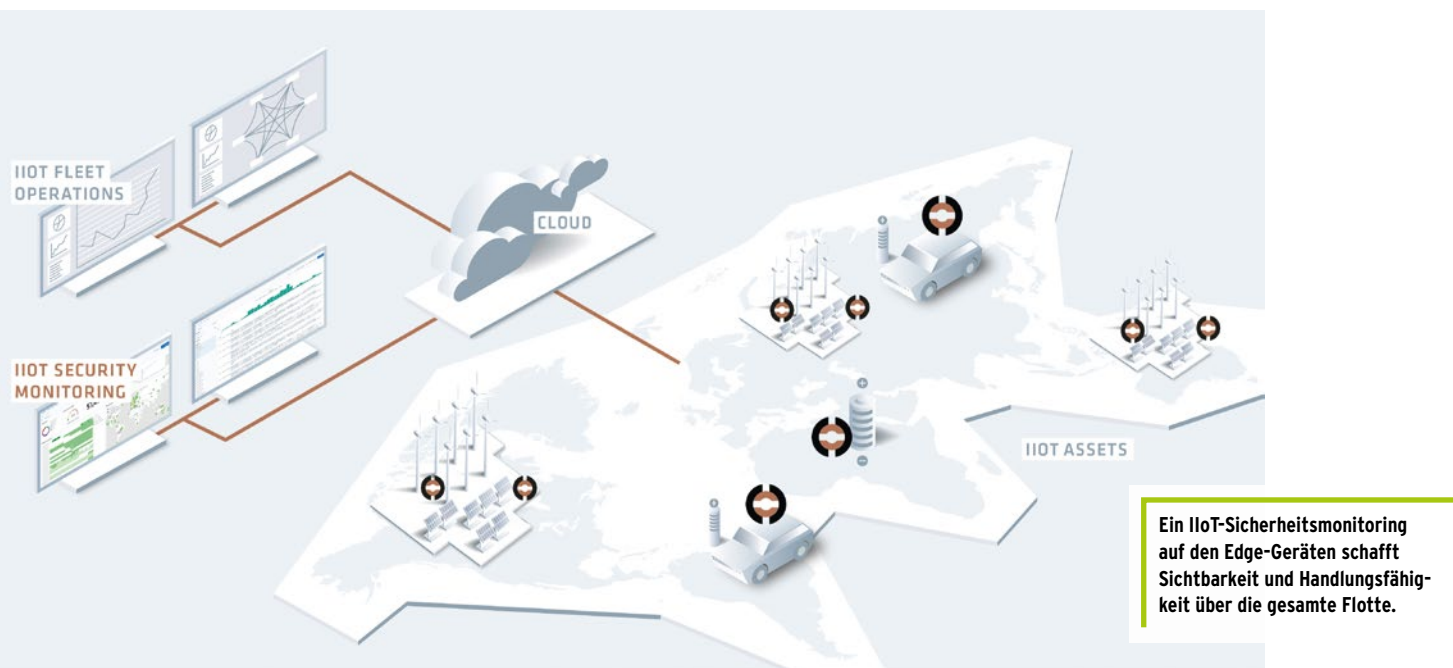 IIOT FLEET
OPERATIONS
CLOUD
IIOT SECURITY
MONITORING
IIOT ASSETS
Ein IIoT-Sicherheitsmonitoring
auf den Edge-Geräten schafft
Sichtbarkeit und Handlungsfähig-
keit über die gesamte Flotte.